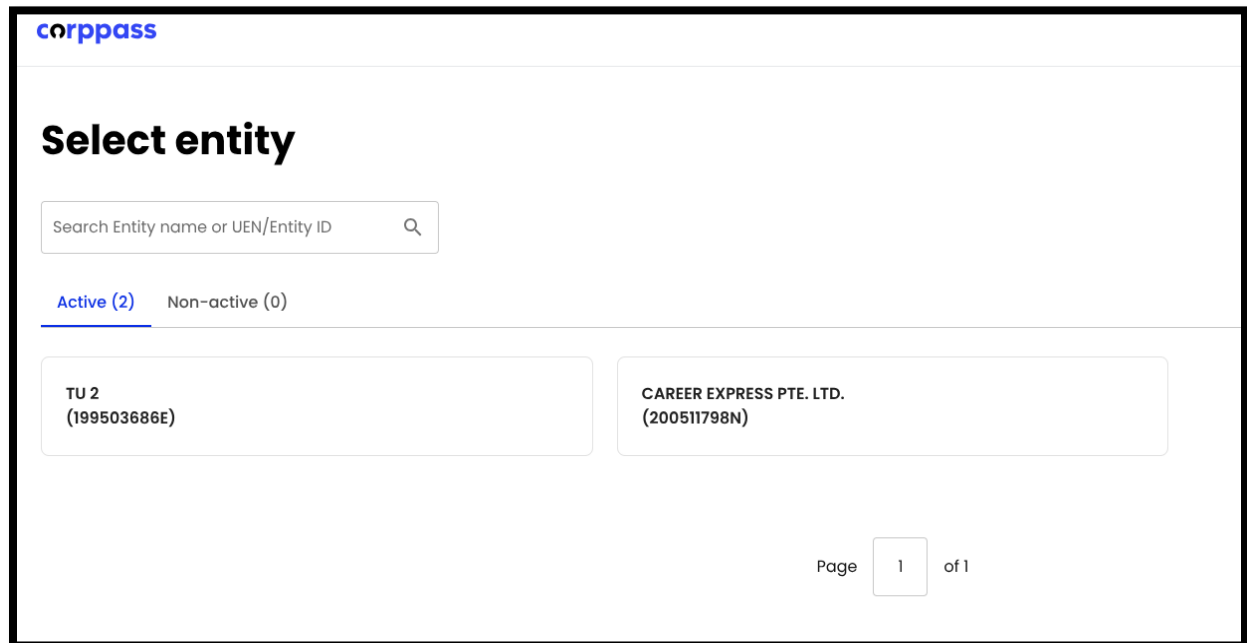 corppass
Select entity
Search Entity name or UEN/Entity ID
Active (2) Non-active (0)
TU 2
(199503686E)
CAREER EXPRESS PTE. LTD.
(200511798N)
Page 1 of 1